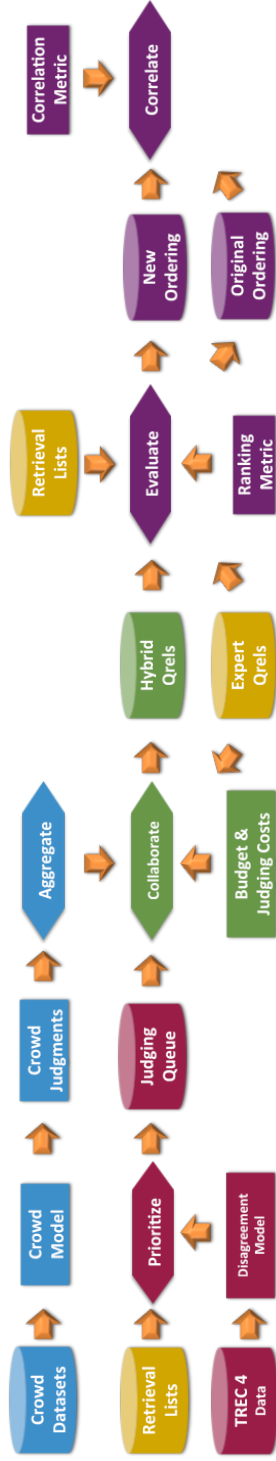 Crowd
Datasets
Crowd
Model
Crowd
Judgments
Aggregate
Retrieval
Lists
Correlation
Metric
Retrieval
Lists
Prioritize
Judging
Queue
Collaborate
Hybrid
Qrels
Evaluate
New
Ordering
Correlate
TREC 4
Data
Disagreement
Model
Budget &
Judging Costs
Expert
Qrels
Ranking
Metric
Original
Ordering